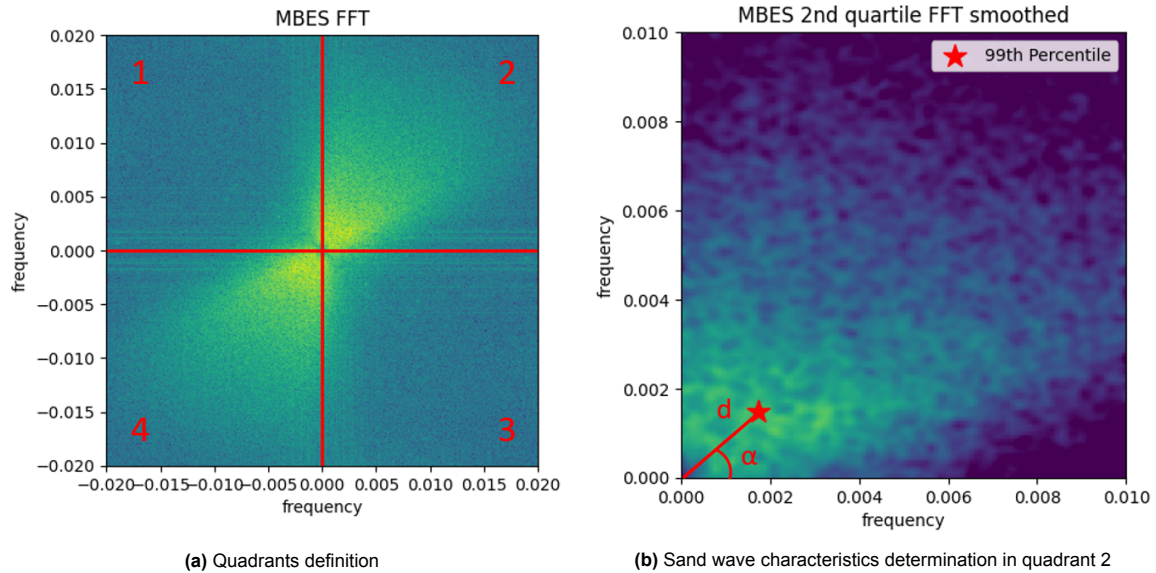 MBES FFT
0.020
0.015
0.010
0.005
0.000
−0.005
−0.010
−0.015
−0.020
frequency
1
2
4
3
−0.020−0.015−0.010−0.005 0.000 0.005 0.010 0.015 0.020
frequency
(a) Quadrants definition
MBES 2nd quartile FFT smoothed
0.010
0.008
0.006
0.004
0.002
0.000
frequency
99th Percentile
d
α
0.000 0.002 0.004 0.006 0.008 0.010
frequency
(b) Sand wave characteristics determination in quadrant 2